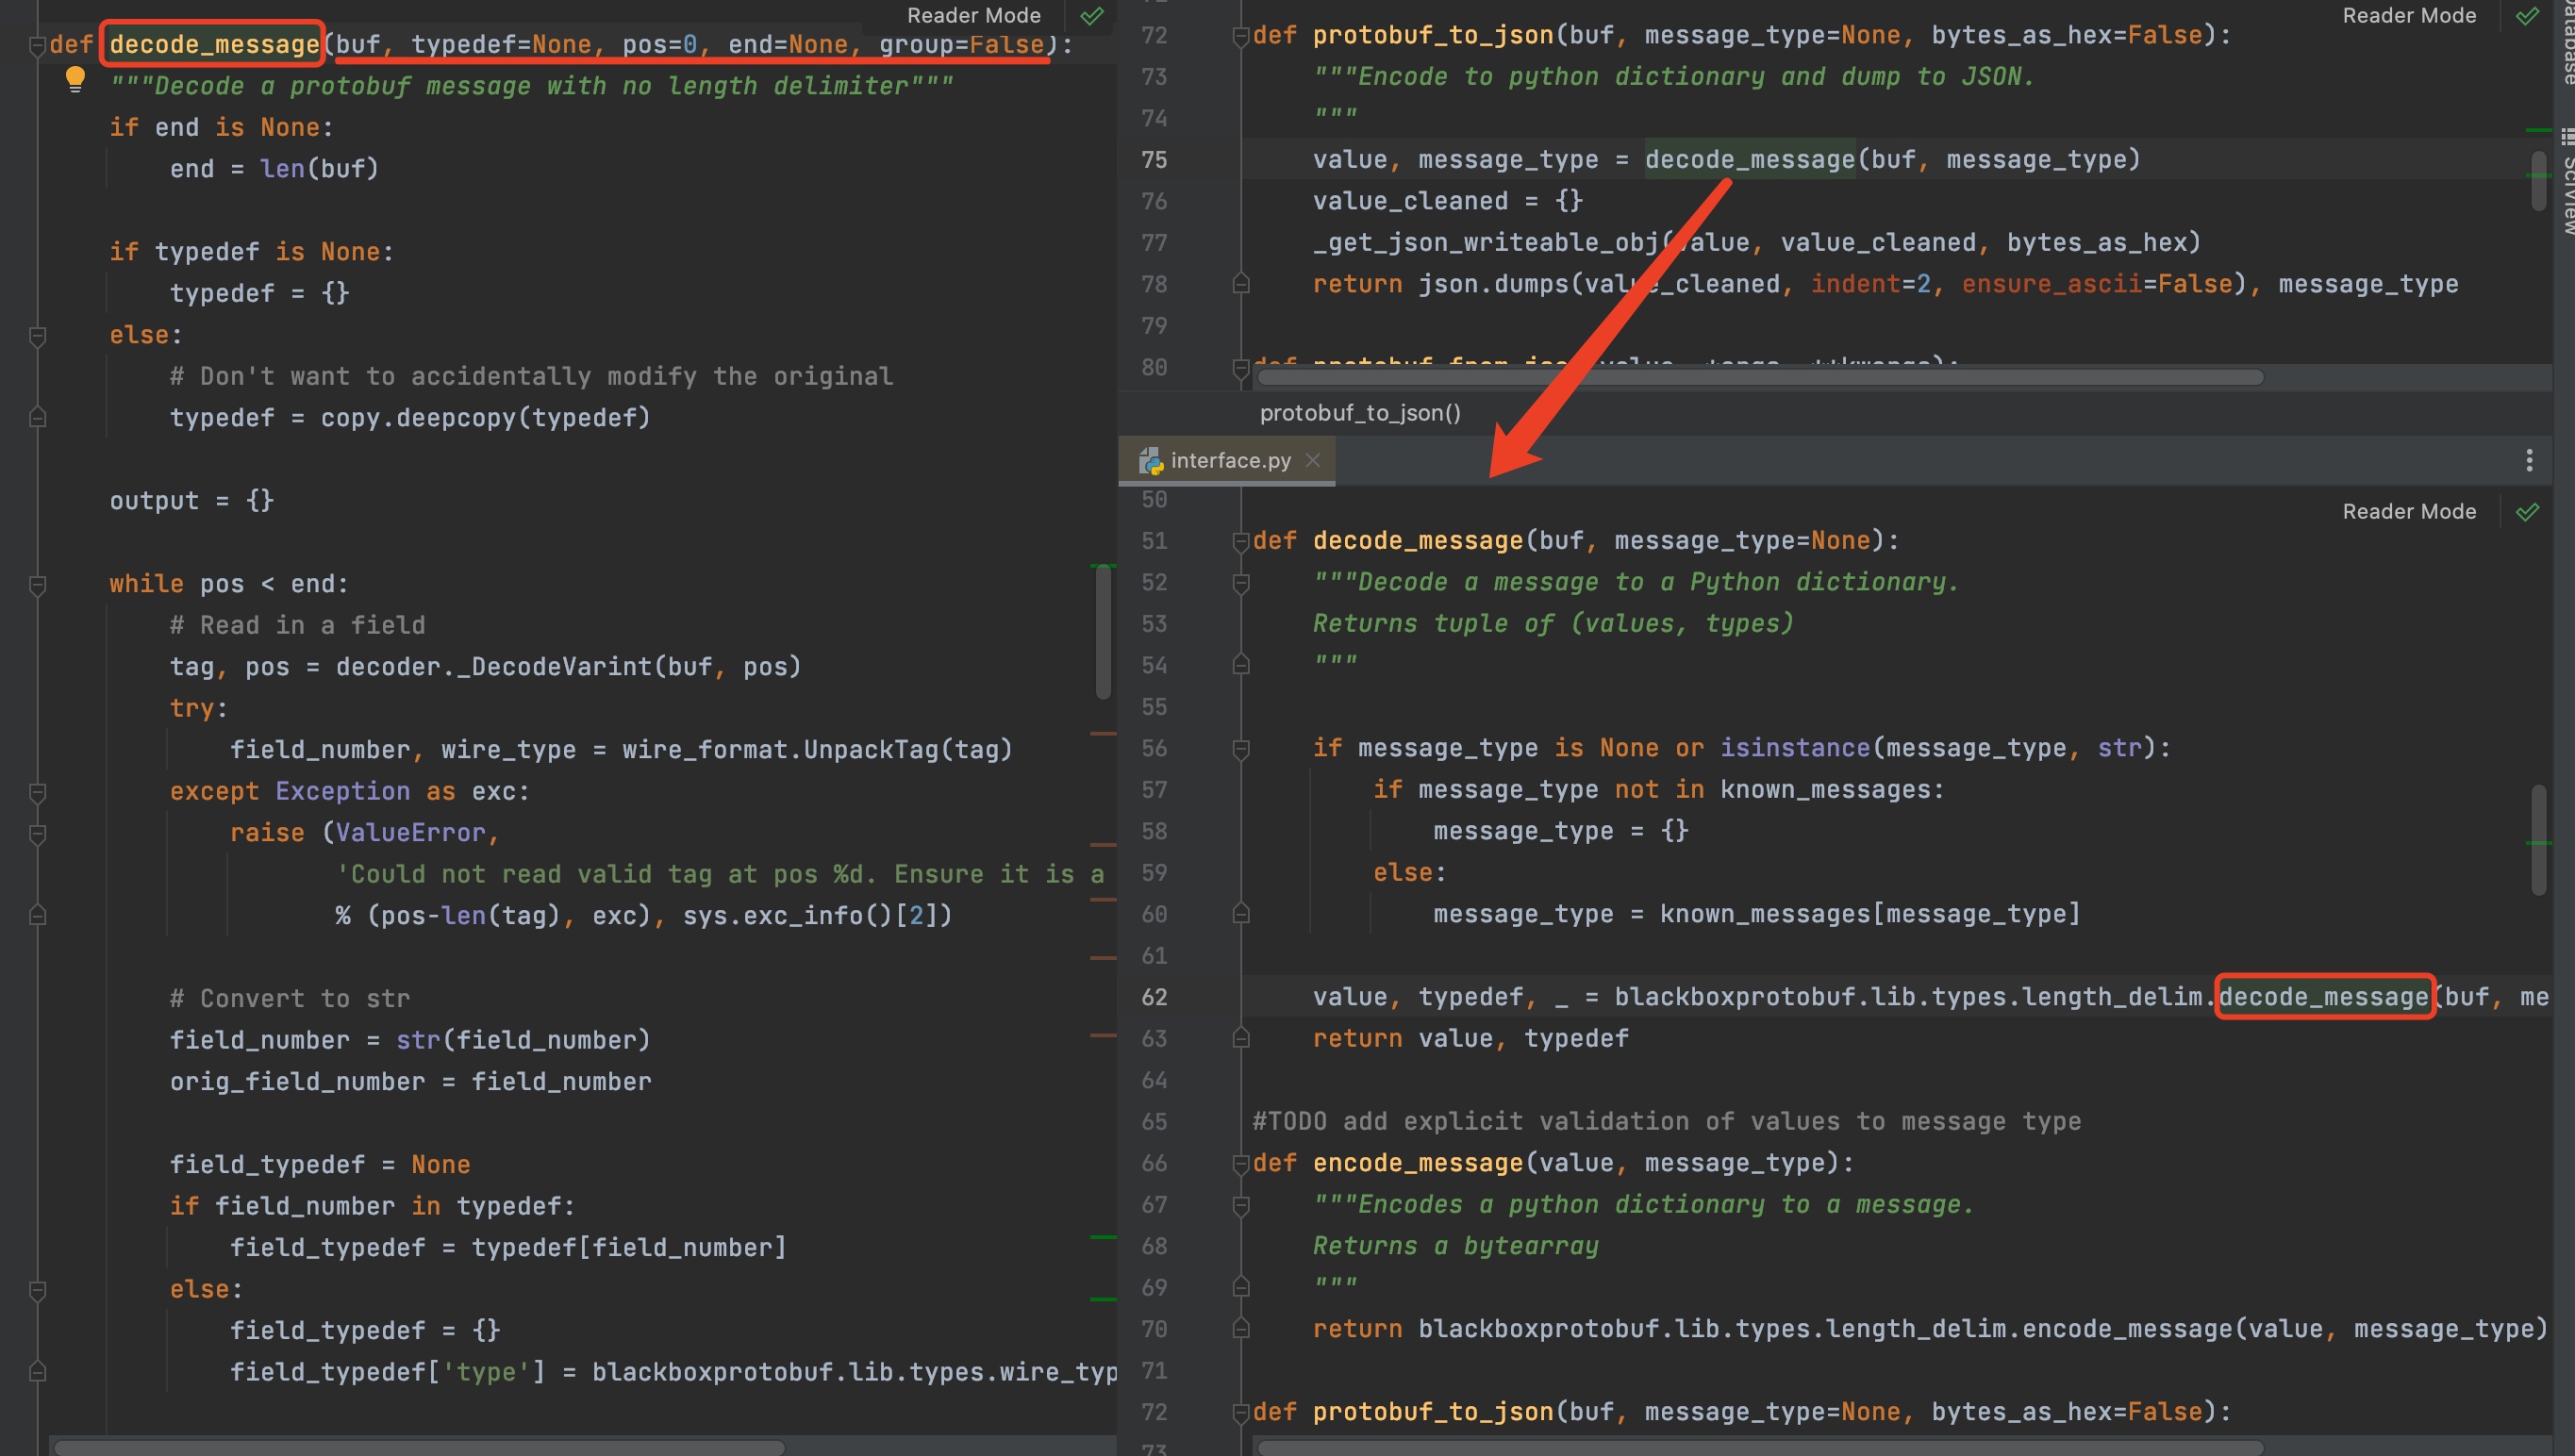 Reader Mode
def decode_message(buf, typedef=None, pos=0, end=None, group=False):
"""Decode a protobuf message with no length delimiter"""
if end is None:
end = len(buf)
if typedef is None:
typedef = {}
else:
# Don't want to accidentally modify the original
typedef = copy.deepcopy(typedef)
output = {}
while pos < end:
# Read in a field
tag, pos = decoder._DecodeVarint(buf, pos)
try:
field_number, wire_type = wire_format.UnpackTag(tag)
except Exception as exc:
raise (ValueError,
'Could not read valid tag at pos %d. Ensure it is a
% (pos-len(tag), exc), sys.exc_info()[2])
# Convert to str
field_number = str(field_number)
orig_field_number = field_number
field_typedef = None
if field_number in typedef:
field_typedef = typedef[field_number]
else:
field_typedef = {}
field_typedef['type'] = blackboxprotobuf.lib.types.wire_typ
Reader Mode
72 def protobuf_to_json(buf, message_type=None, bytes_as_hex=False):
73 """Encode to python dictionary and dump to JSON.
74 """
75 value, message_type = decode_message(buf, message_type)
76 value_cleaned = {}
77 _get_json_writeable_obj(value, value_cleaned, bytes_as_hex)
78 return json.dumps(value_cleaned, indent=2, ensure_ascii=False), message_type
79
80
protobuf_to_json()
interface.py
Reader Mode
50
51 def decode_message(buf, message_type=None):
52 """Decode a message to a Python dictionary.
53 Returns tuple of (values, types)
54 """
55
56 if message_type is None or isinstance(message_type, str):
57 if message_type not in known_messages:
58 message_type = {}
59 else:
60 message_type = known_messages[message_type]
61
62 value, typedef, _ = blackboxprotobuf.lib.types.length_delim.decode_message(buf, me
63 return value, typedef
64
65 #TODO add explicit validation of values to message type
66 def encode_message(value, message_type):
67 """Encodes a python dictionary to a message.
68 Returns a bytearray
69 """
70 return blackboxprotobuf.lib.types.length_delim.encode_message(value, message_type)
71
72 def protobuf_to_json(buf, message_type=None, bytes_as_hex=False):
73
SciView